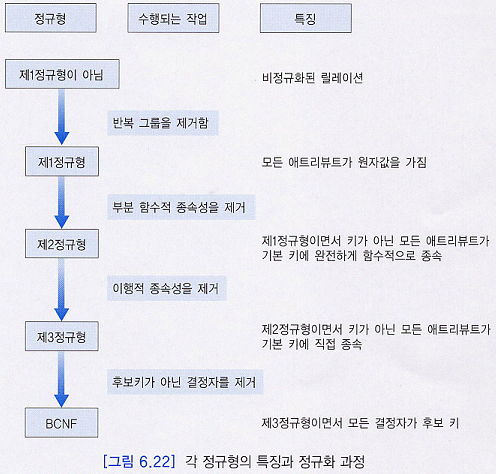 정규형 수행되는 작업 특징
제1정규형이 아님 비정규화된 릴레이션
반복 그룹을 제거함
제1정규형 모든 애트리뷰트가 원자값을 가짐
부분 함수적 종속성을 제거
제2정규형 제1정규형이면서 키가 아닌 모든 애트리뷰트가
기본 키에 완전하게 함수적으로 종속
이행적 종속성을 제거
제3정규형 제2정규형이면서 키가 아닌 모든 애트리뷰트가
기본 키에 직접 종속
후보키가 아닌 결정자를 제거
BCNF 제3정규형이면서 모든 결정자가 후보 키
[그림 6.22] 각 정규형의 특징과 정규화 과정